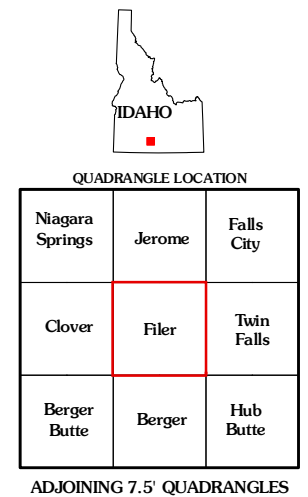 IDAHO
QUADRANGLE LOCATION
Niagara
Springs
Jerome
Falls
City
Clover
Filer
Twin
Falls
Berger
Butte
Berger
Hub
Butte
ADJOINING 7.5' QUADRANGLES